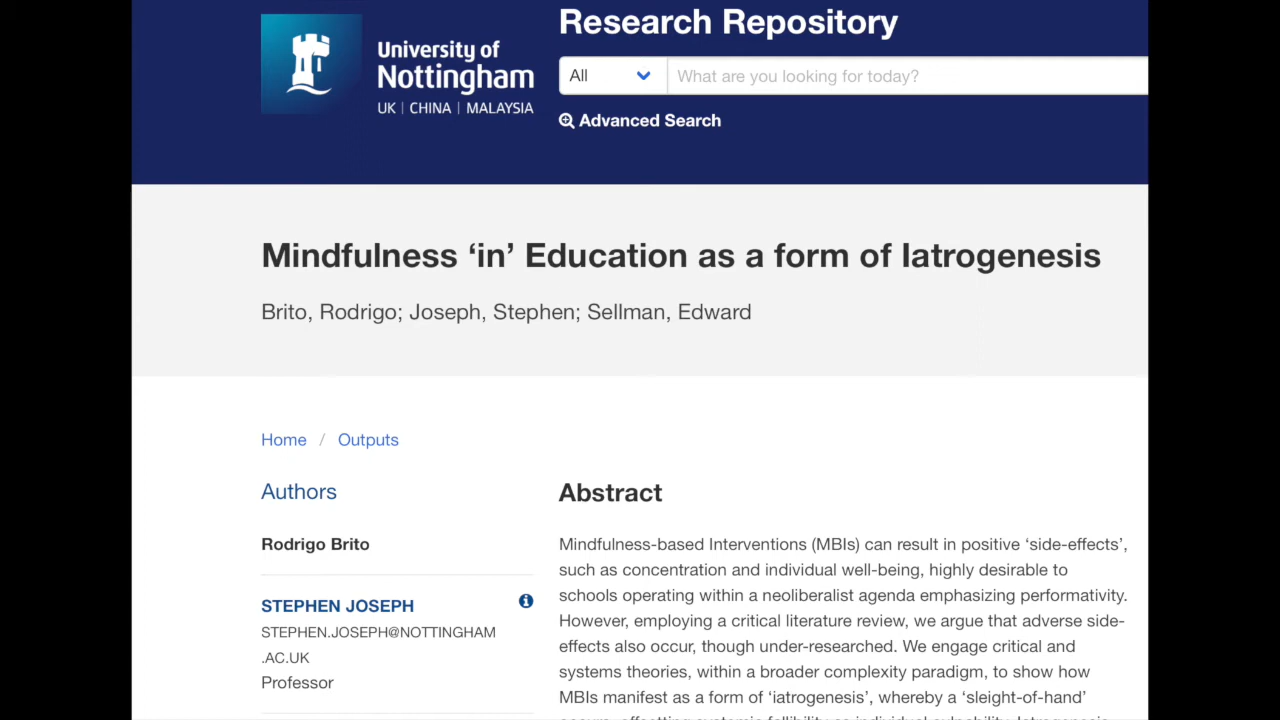 Research Repository
University of
Nottingham
UK | CHINA | MALAYSIA
All
What are you looking for today?
Advanced Search
Mindfulness ‘in’ Education as a form of Iatrogenesis
Brito, Rodrigo; Joseph, Stephen; Sellman, Edward
Home / Outputs
Authors
Rodrigo Brito
STEPHEN JOSEPH
STEPHEN.JOSEPH@NOTTINGHAM
.AC.UK
Professor
Abstract
Mindfulness-based Interventions (MBIs) can result in positive ‘side-effects’,
such as concentration and individual well-being, highly desirable to
schools operating within a neoliberalist agenda emphasizing performativity.
However, employing a critical literature review, we argue that adverse side-
effects also occur, though under-researched. We engage critical and
systems theories, within a broader complexity paradigm, to show how
MBIs manifest as a form of ‘iatrogenesis’, whereby a ‘sleight-of-hand’